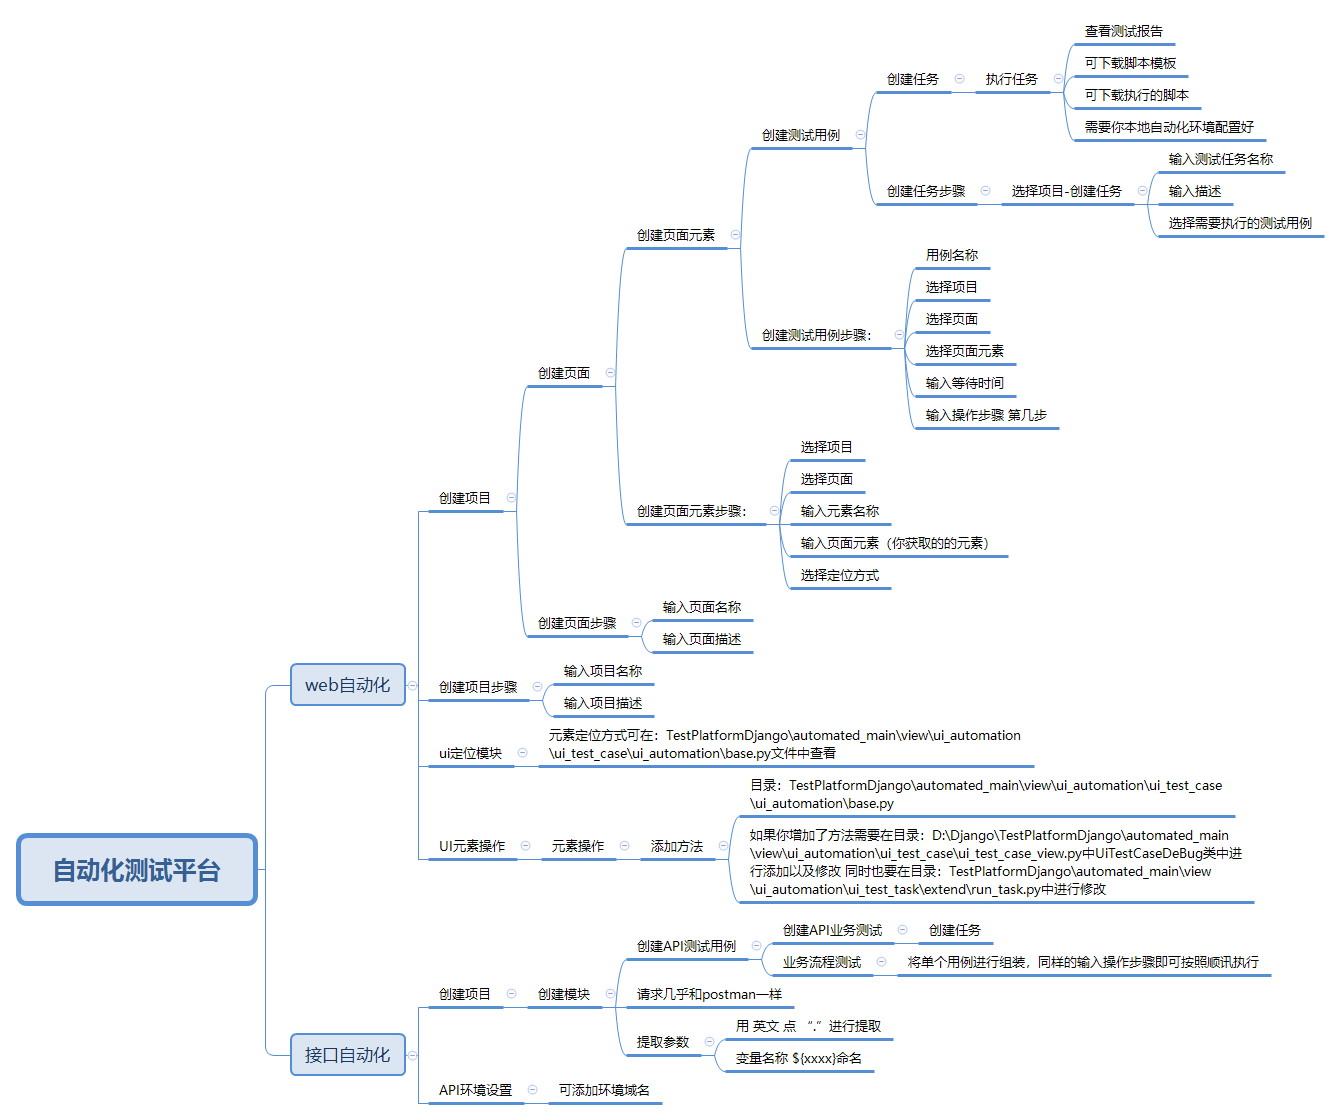 自动化测试平台
web自动化
创建项目
创建页面
创建页面元素
创建测试用例
创建任务
执行任务
查看测试报告
可下载脚本模板
可下载执行的脚本
需要你本地自动化环境配置好
创建任务步骤
选择项目-创建任务
输入测试任务名称
输入描述
选择需要执行的测试用例
创建测试用例步骤：
用例名称
选择项目
选择页面
选择页面元素
输入等待时间
输入操作步骤 第几步
创建页面元素步骤：
选择项目
选择页面
输入元素名称
输入页面元素（你获取的的元素）
选择定位方式
创建页面步骤
输入页面名称
输入页面描述
创建项目步骤
输入项目名称
输入项目描述
ui定位模块
元素定位方式可在：TestPlatformDjango\automated_main\view\ui_automation
\ui_test_case\ui_automation\base.py文件中查看
UI元素操作
元素操作
添加方法
目录：TestPlatformDjango\automated_main\view\ui_automation\ui_test_case
\ui_automation\base.py
如果你增加了方法需要在目录：D:\Django\TestPlatformDjango\automated_main
\view\ui_automation\ui_test_case\ui_test_case_view.py中UiTestCaseDeBug类中进
行添加以及修改 同时也要在目录：TestPlatformDjango\automated_main\view
\ui_automation\ui_test_task\extend\run_task.py中进行修改
接口自动化
创建项目
创建模块
创建API测试用例
创建API业务测试
创建任务
业务流程测试
将单个用例进行组装，同样的输入操作步骤即可按照顺讯执行
请求几乎和postman一样
提取参数
用 英文 点 “.”进行提取
变量名称 ${xxxx}命名
API环境设置
可添加环境域名